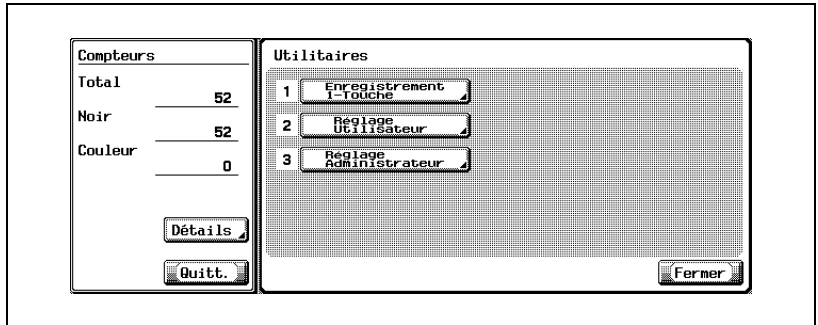 Compteurs
Total
52
Noir
52
Couleur
0
Détails
Quitt.
Utilitaires
1 Enregistrement
1-Touche
2 Réglage
Utilisateur
3 Réglage
Administrateur
Fermer